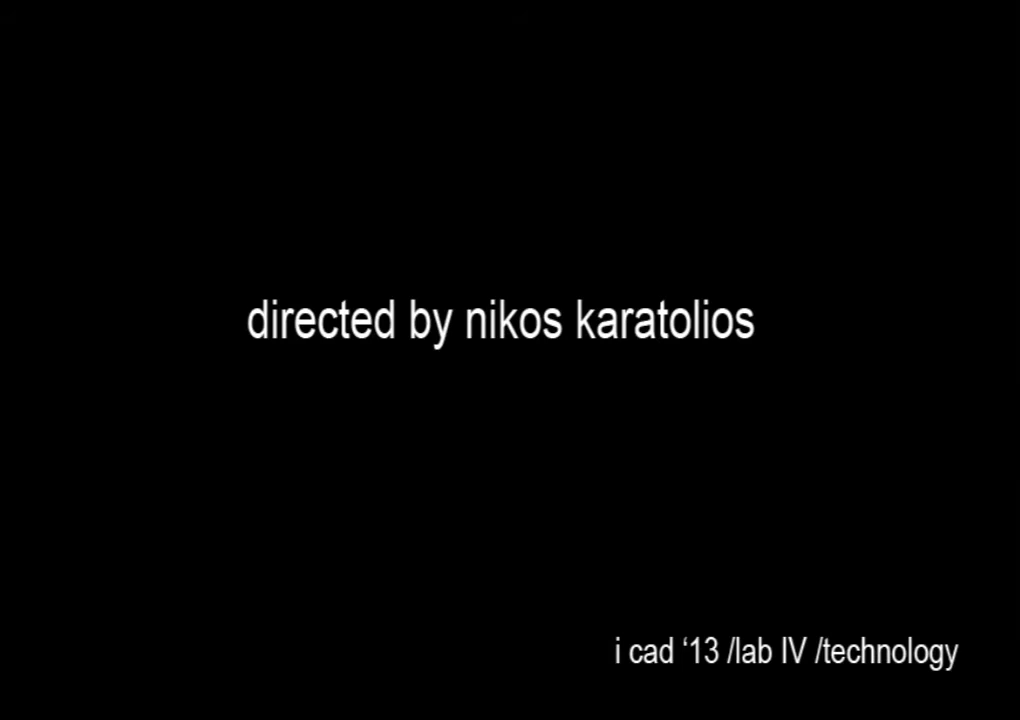 directed by nikos karatolios
i cad ‘13 /lab IV /technology